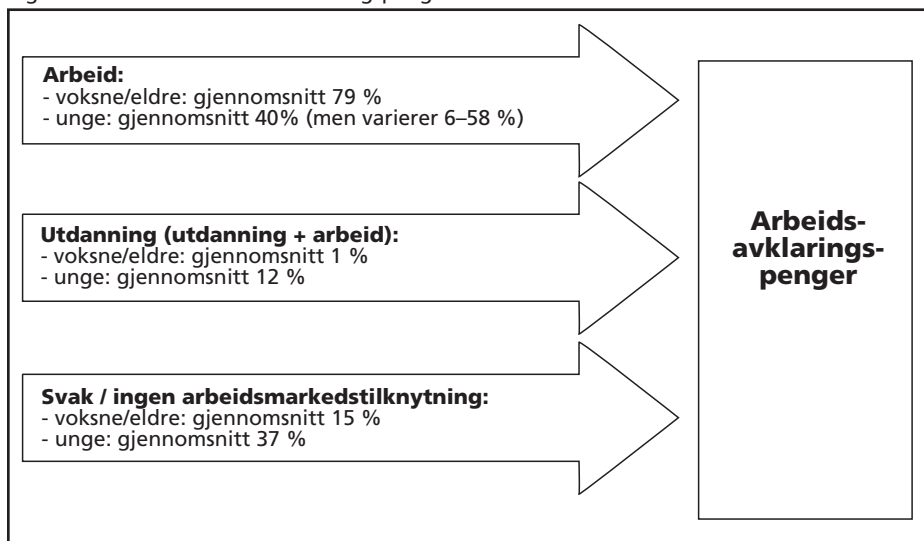 Arbeid:
- voksne/eldre: gjennomsnitt 79 %
- unge: gjennomsnitt 40% (men varierer 6–58 %)
Utdanning (utdanning + arbeid):
- voksne/eldre: gjennomsnitt 1 %
- unge: gjennomsnitt 12 %
Svak / ingen arbeidsmarkedstilknytning:
- voksne/eldre: gjennomsnitt 15 %
- unge: gjennomsnitt 37 %
Arbeids-
avklarings-
penger